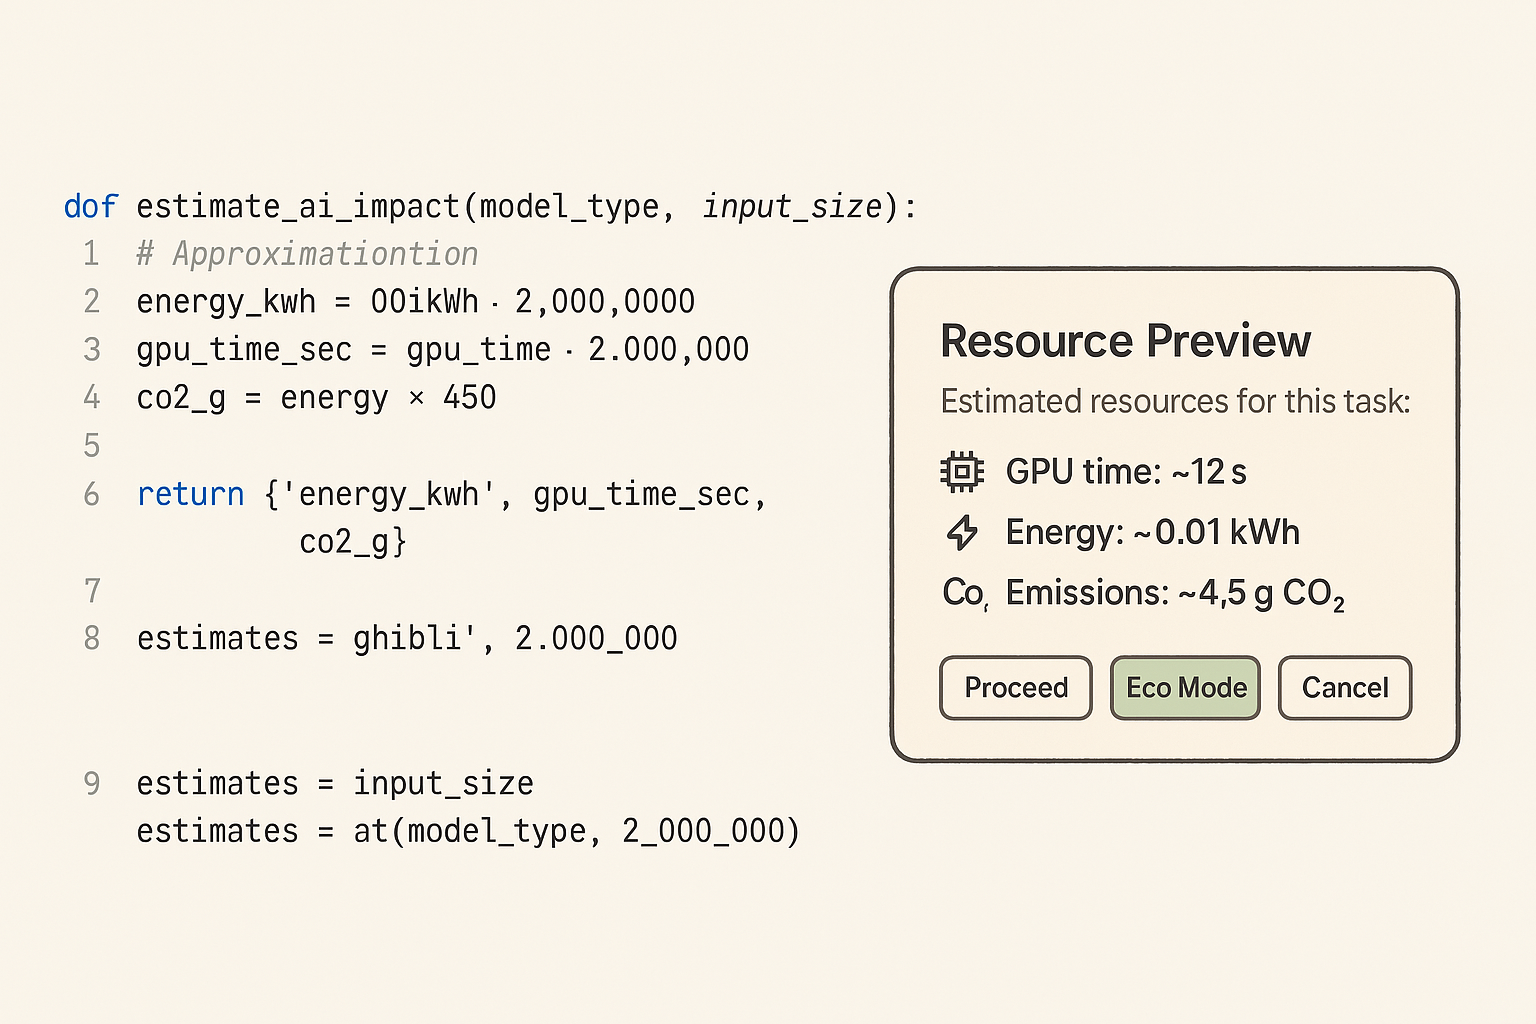 dof estimate_ai_impact(model_type, input_size):
1 # Approximationtion
2 energy_kwh = 00ikWh · 2,000,0000
3 gpu_time_sec = gpu_time · 2.000,000
4 co2_g = energy × 450
5
6 return {'energy_kwh', gpu_time_sec,
co2_g}
7
8 estimates = ghibli', 2.000_000
9 estimates = input_size
estimates = at(model_type, 2_000_000)
Resource Preview
Estimated resources for this task:
GPU time: ~12 s
Energy: ~0.01 kWh
Co, Emissions: ~4,5 g CO₂
Proceed Eco Mode Cancel